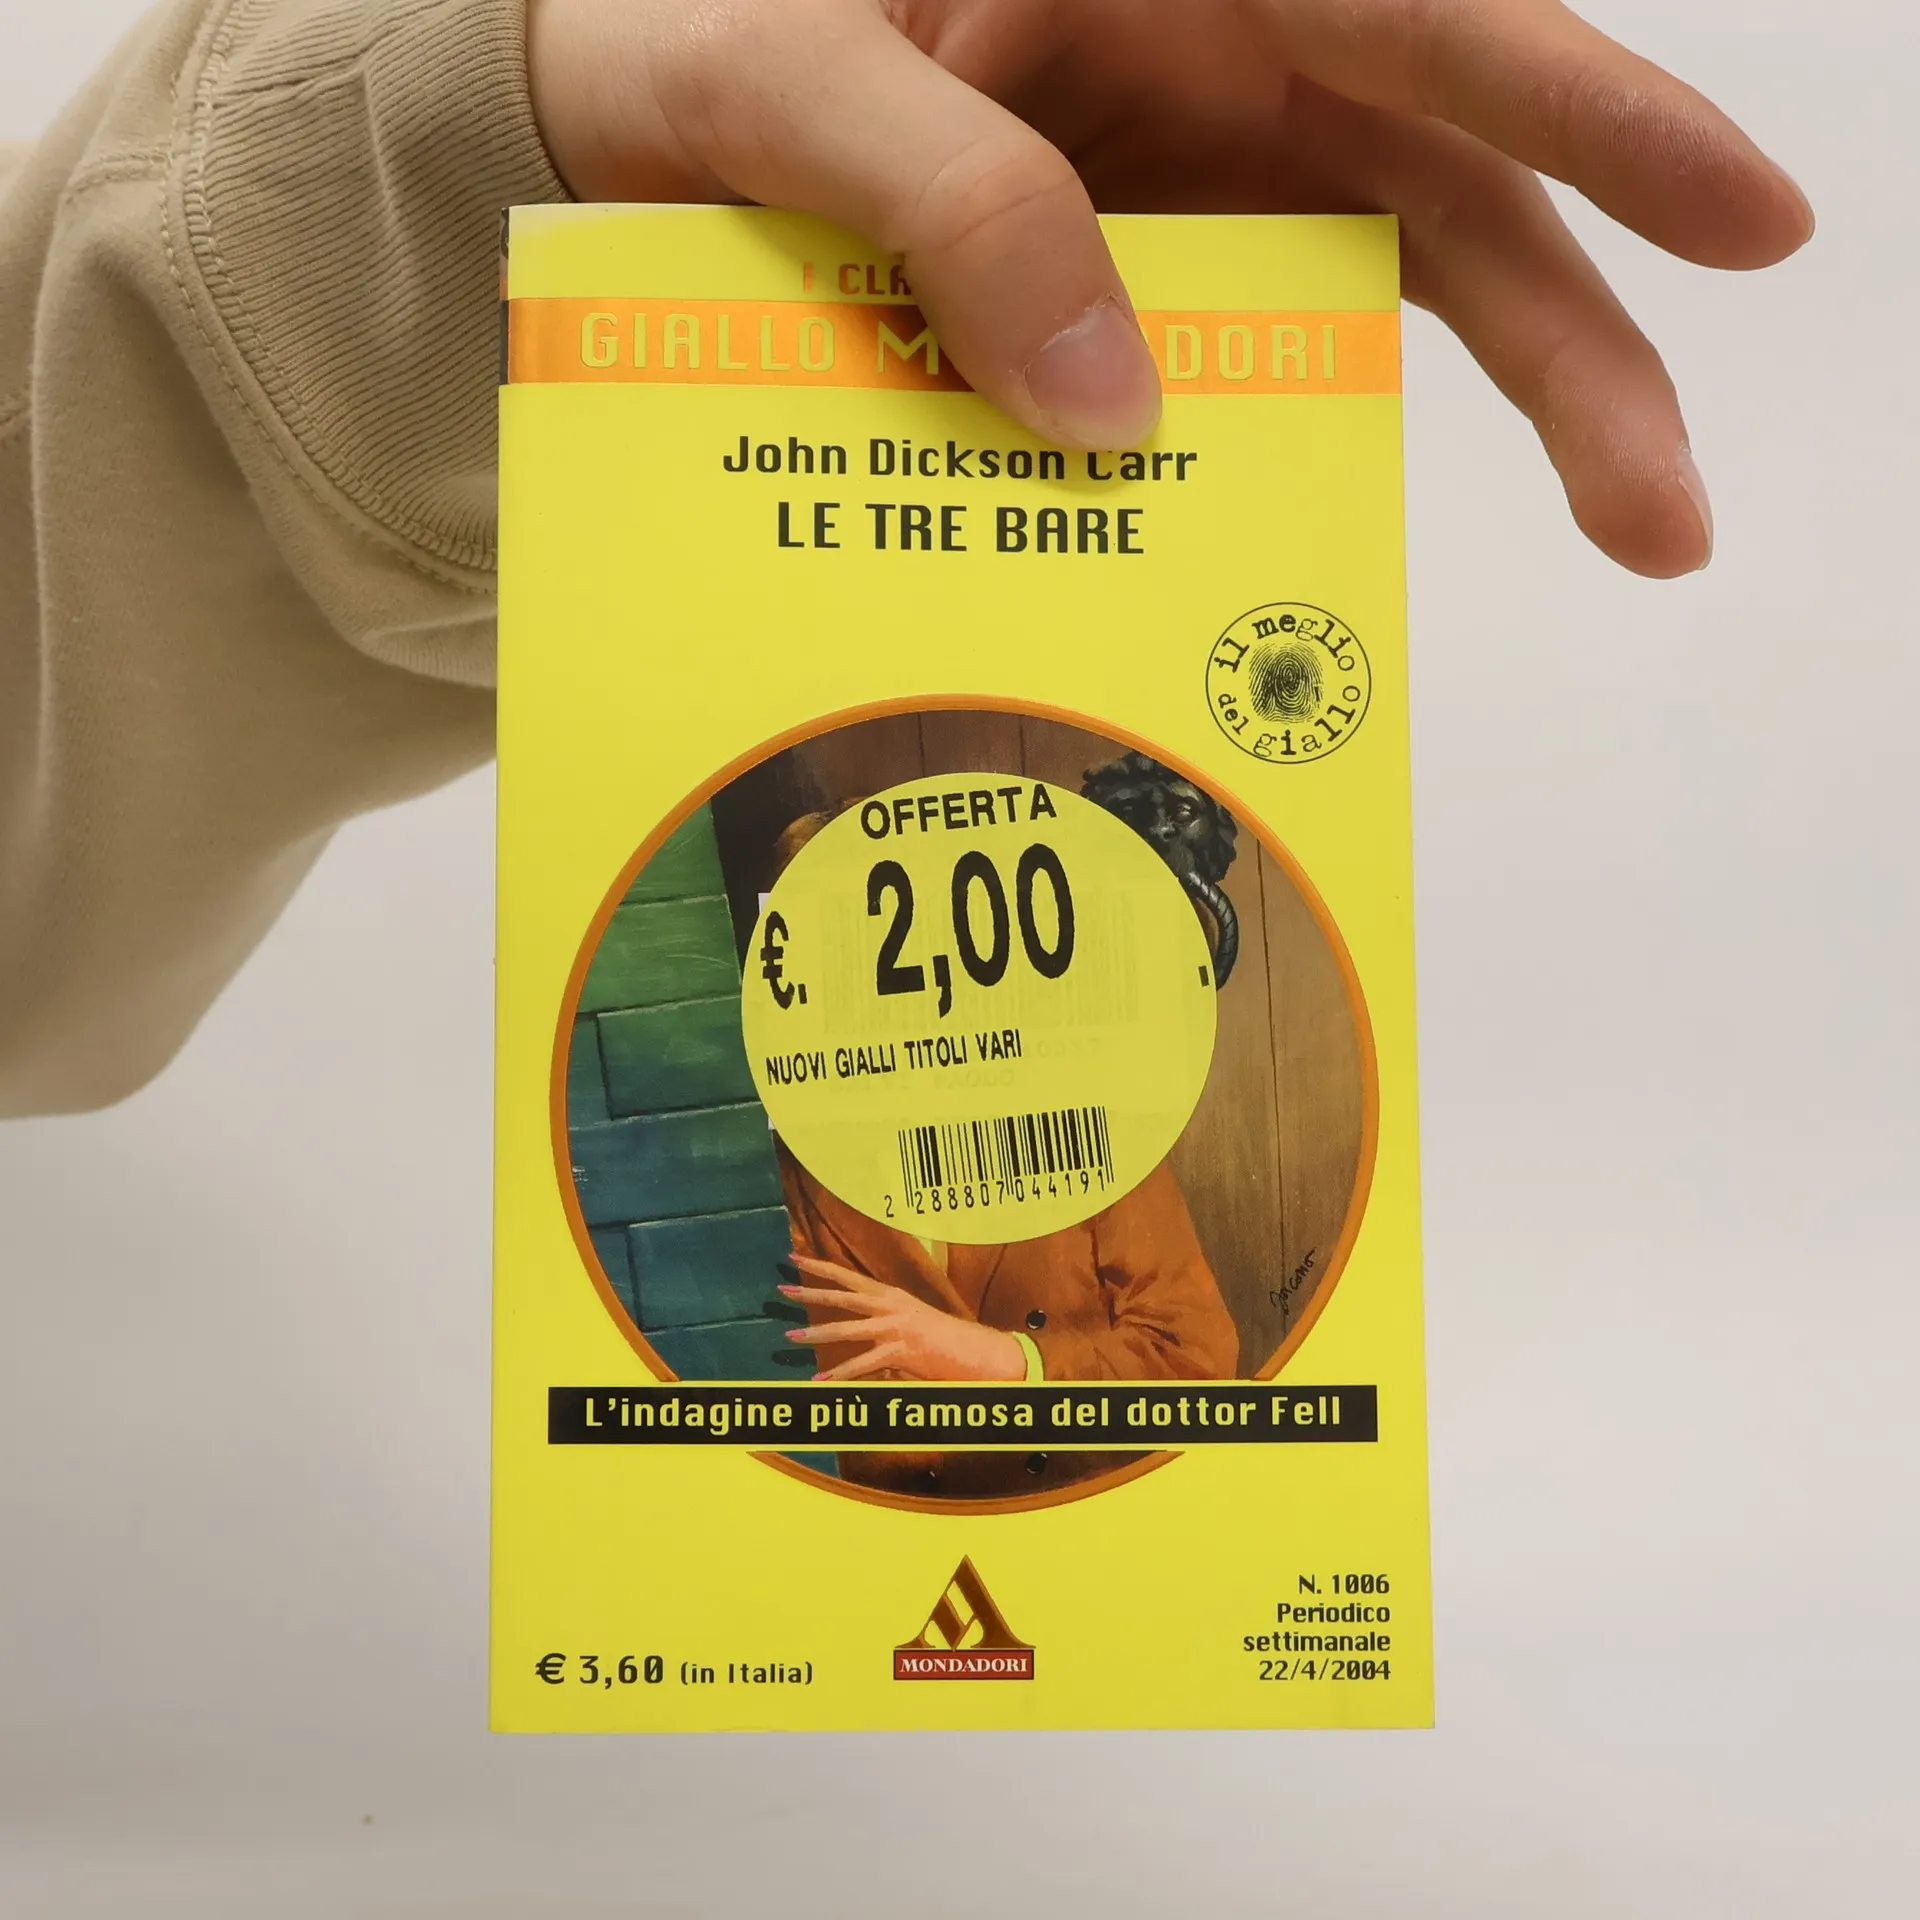 GIALLO
John Dickson Carr
LE TRE BARE
il meglio
del giallo
OFFERTA
€. 2,00
NUOVI GIALLI TITOLI VARI
2 288807 044191
Jacono
L'indagine più famosa del dottor Fell
€ 3,60 (in Italia)
MONDADORI
N. 1006
Periodico
settimanale
22/4/2004